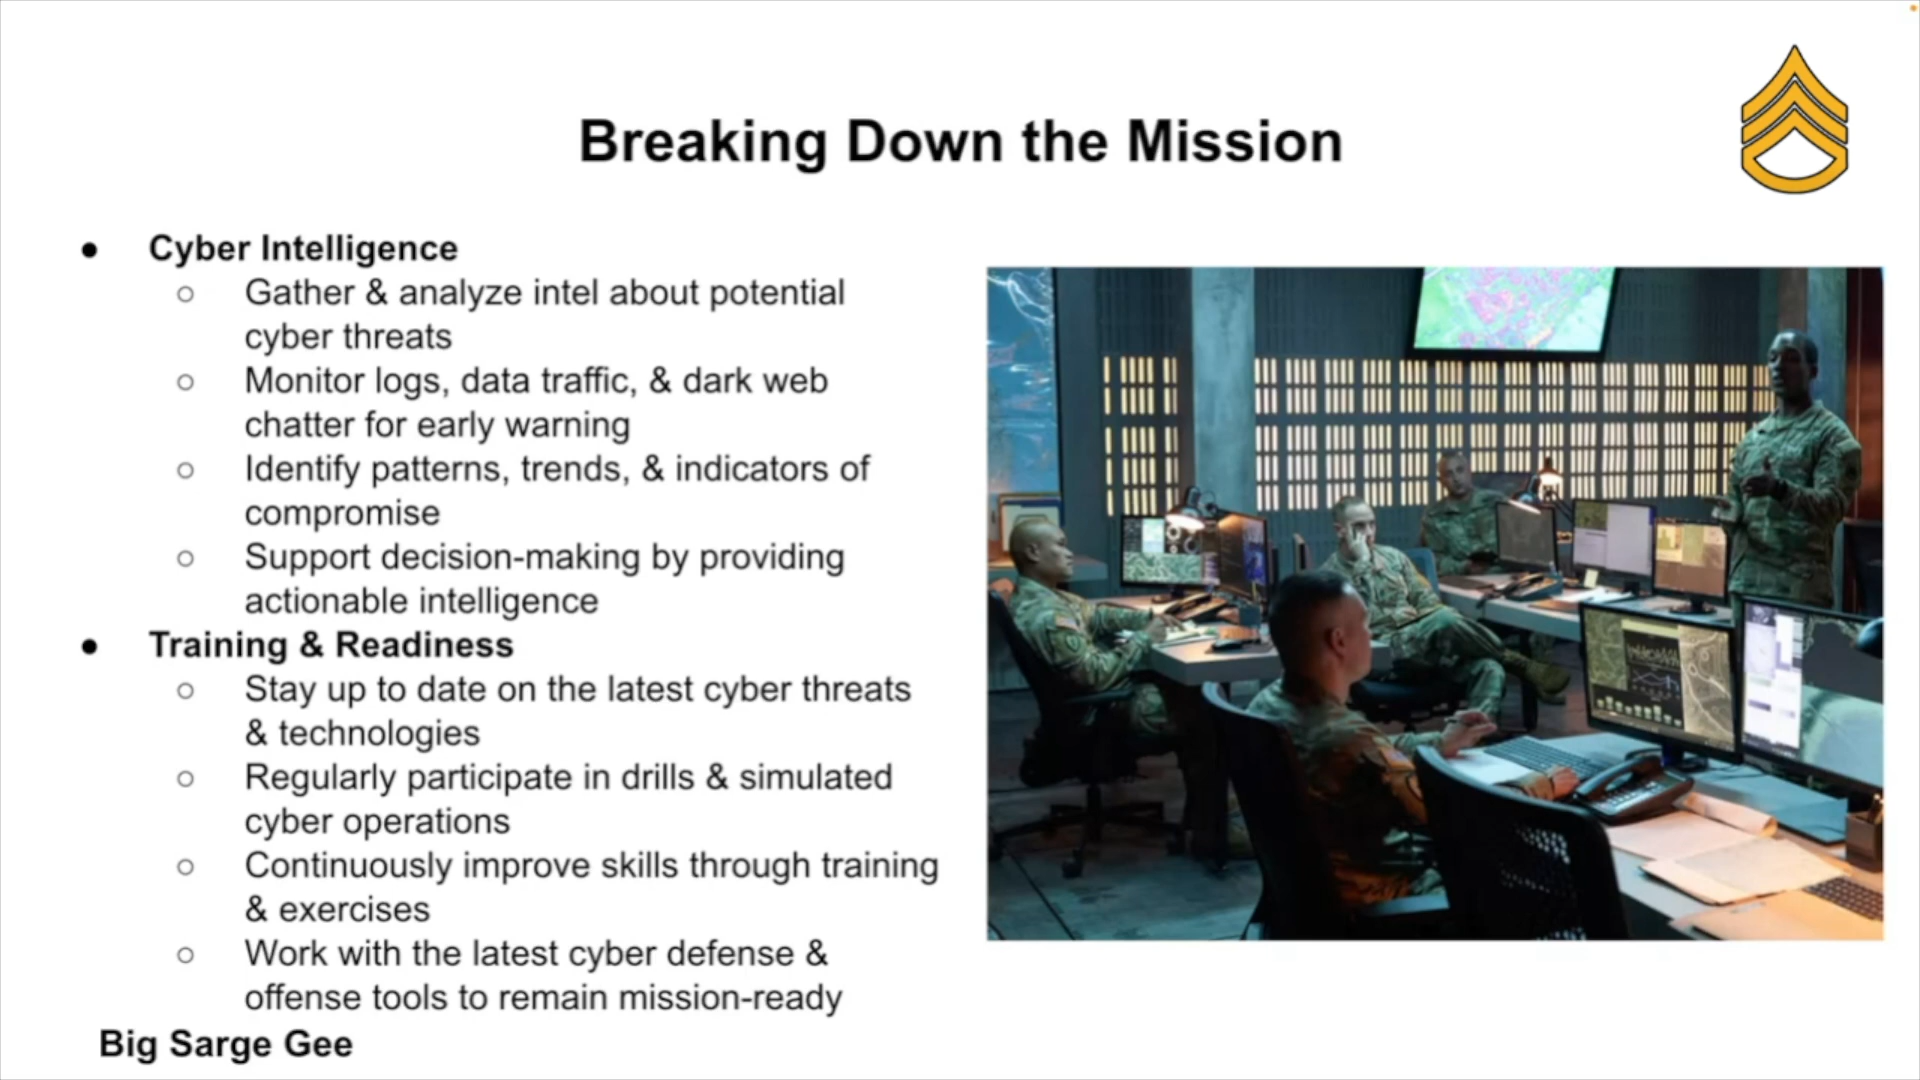 Breaking Down the Mission
● Cyber Intelligence
○ Gather & analyze intel about potential
cyber threats
○ Monitor logs, data traffic, & dark web
chatter for early warning
○ Identify patterns, trends, & indicators of
compromise
○ Support decision-making by providing
actionable intelligence
● Training & Readiness
○ Stay up to date on the latest cyber threats
& technologies
○ Regularly participate in drills & simulated
cyber operations
○ Continuously improve skills through training
& exercises
○ Work with the latest cyber defense &
offense tools to remain mission-ready
Big Sarge Gee